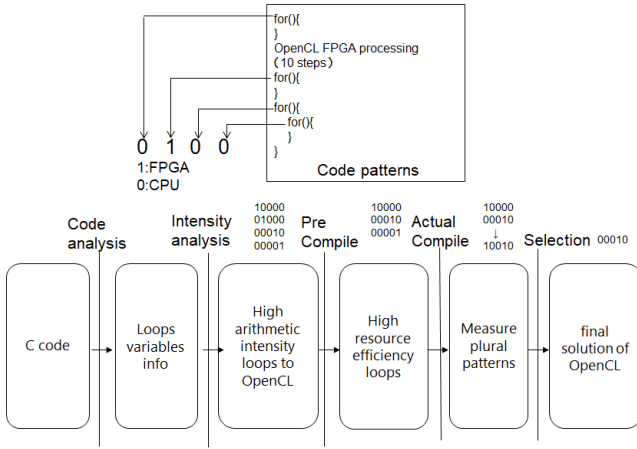 for(){
}
OpenCL FPGA processing
(10 steps)
for(){
}
for(){
for(){
}
}
Code patterns
0 1 0 0
1:FPGA
0:CPU
Code
analysis
Intensity
analysis
10000
01000
00010
00001
Pre
Compile
10000
00010
00001
Actual
Compile
10000
00010
↓
10010
Selection 00010
C code
Loops
variables
info
High
arithmetic
intensity
loops to
OpenCL
High
resource
efficiency
loops
Measure
plural
patterns
final
solution of
OpenCL